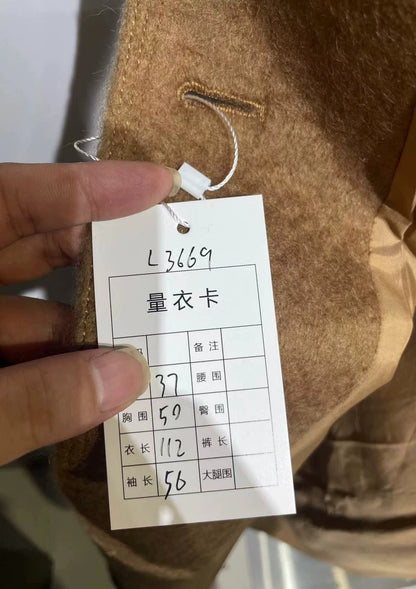 L3669
量衣卡
备注
37 腰围
胸围 50 臀围
衣长 112 裤长
袖长 56 大腿围